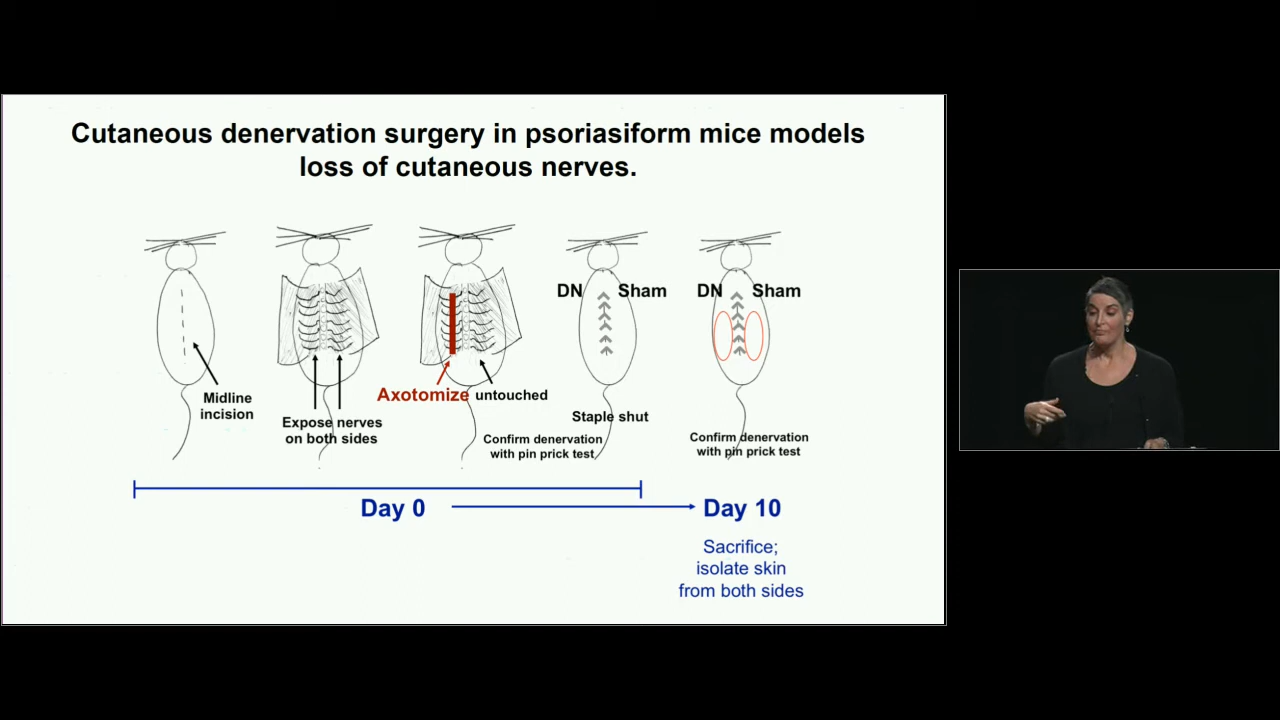 Cutaneous denervation surgery in psoriasiform mice models
loss of cutaneous nerves.
DN Sham
DN Sham
Midline
incision
Expose nerves
on both sides
Axotomize untouched
Confirm denervation
with pin prick test
Staple shut
Confirm denervation
with pin prick test
Day 0
Day 10
Sacrifice;
isolate skin
from both sides